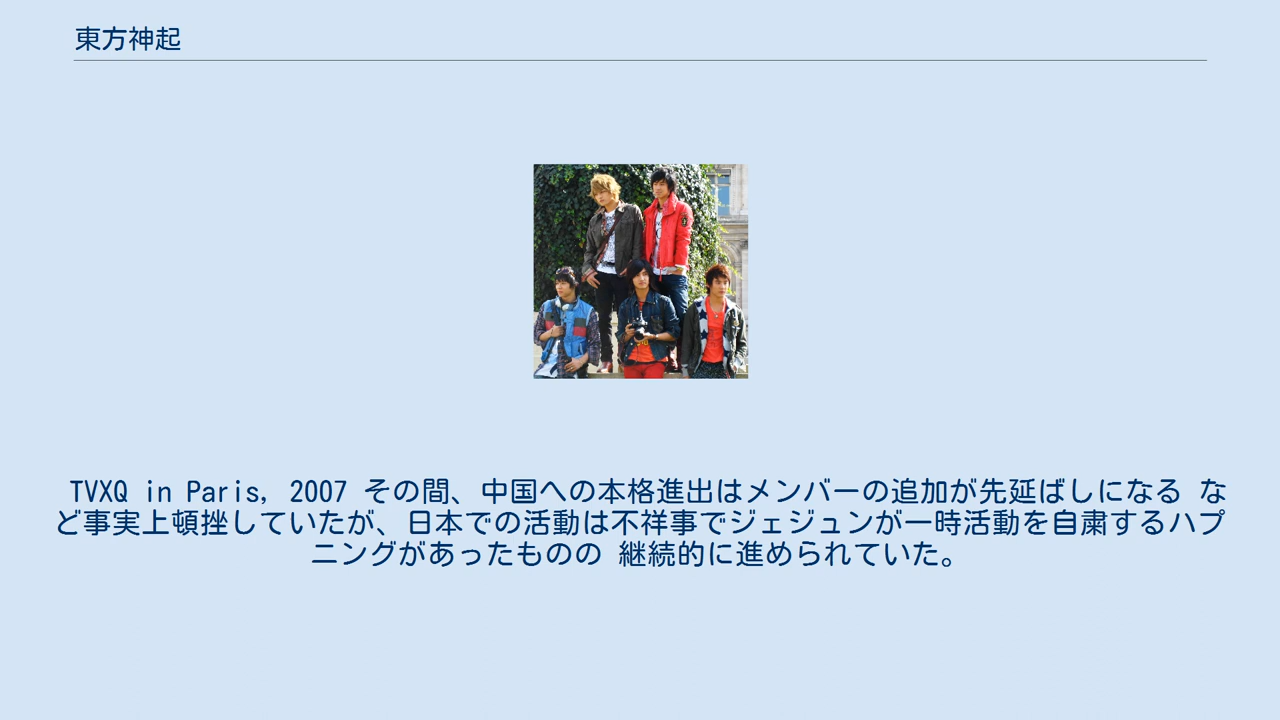 東方神起
TVXQ in Paris, 2007 その間、中国への本格進出はメンバーの追加が先延ばしになる な
ど事実上頓挫していたが、日本での活動は不祥事でジェジュンが一時活動を自粛するハプ
ニングがあったものの 継続的に進められていた。